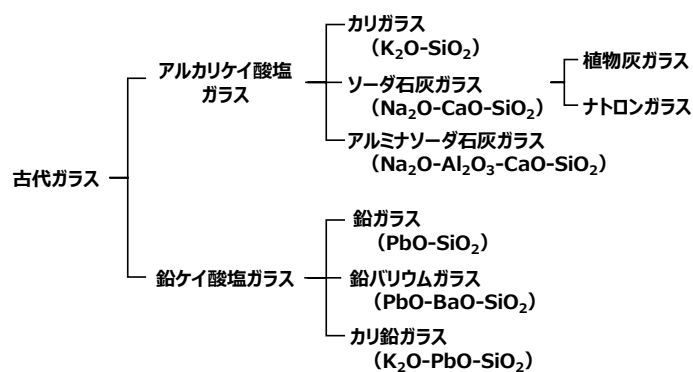 古代ガラス
アルカリケイ酸塩
ガラス
カリガラス
（K₂O-SiO₂）
ソーダ石灰ガラス
（Na₂O-CaO-SiO₂）
植物灰ガラス
ナトロンガラス
アルミナソーダ石灰ガラス
（Na₂O-Al₂O₃-CaO-SiO₂）
鉛ケイ酸塩ガラス
鉛ガラス
（PbO-SiO₂）
鉛バリウムガラス
（PbO-BaO-SiO₂）
カリ鉛ガラス
（K₂O-PbO-SiO₂）